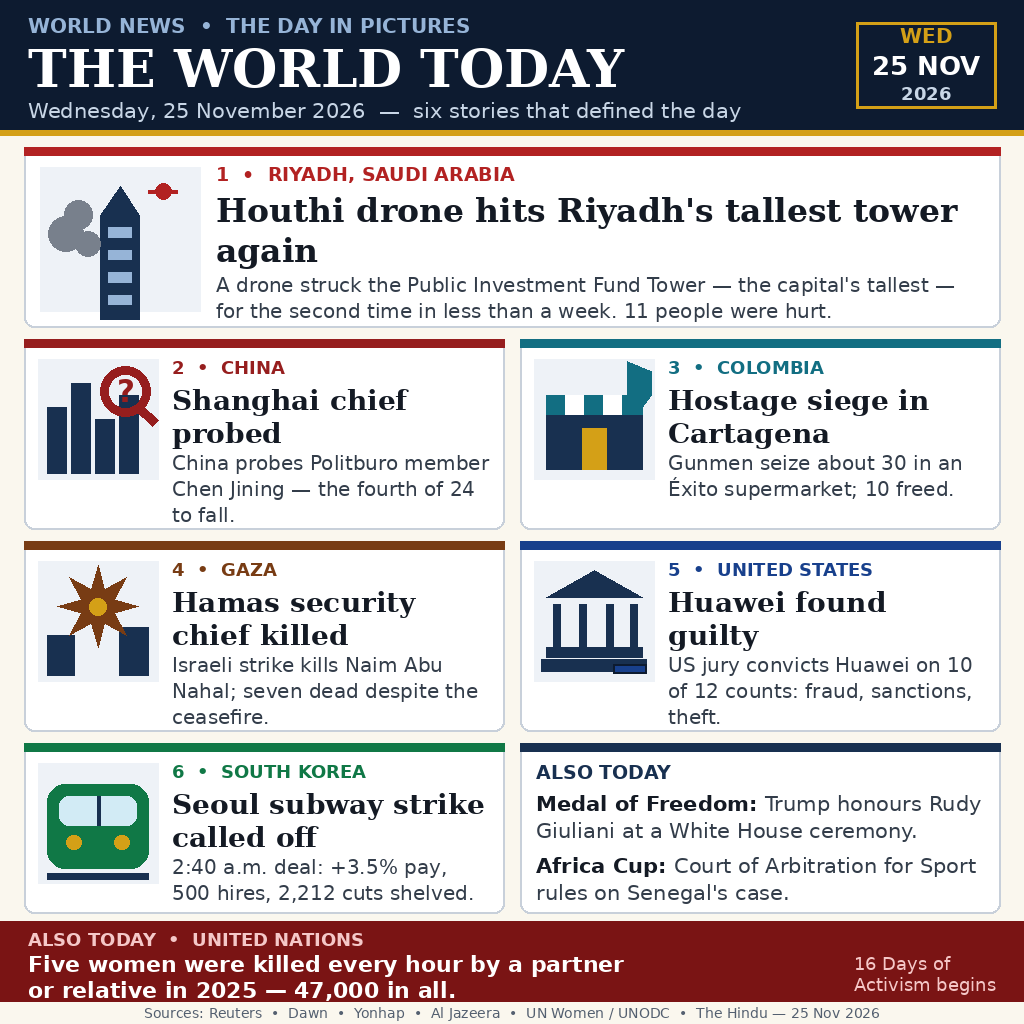 WORLD NEWS • THE DAY IN PICTURES
THE WORLD TODAY
Wednesday, 25 November 2026 — six stories that defined the day
WED
25 NOV
2026
1 • RIYADH, SAUDI ARABIA
Houthi drone hits Riyadh's tallest tower
again
A drone struck the Public Investment Fund Tower — the capital's tallest —
for the second time in less than a week. 11 people were hurt.
?
2 • CHINA
Shanghai chief
probed
China probes Politburo member
Chen Jining — the fourth of 24
to fall.
3 • COLOMBIA
Hostage siege in
Cartagena
Gunmen seize about 30 in an
Éxito supermarket; 10 freed.
4 • GAZA
Hamas security
chief killed
Israeli strike kills Naim Abu
Nahal; seven dead despite the
ceasefire.
5 • UNITED STATES
Huawei found
guilty
US jury convicts Huawei on 10
of 12 counts: fraud, sanctions,
theft.
6 • SOUTH KOREA
Seoul subway strike
called off
2:40 a.m. deal: +3.5% pay,
500 hires, 2,212 cuts shelved.
ALSO TODAY
Medal of Freedom: Trump honours Rudy
Giuliani at a White House ceremony.
Africa Cup: Court of Arbitration for Sport
rules on Senegal's case.
ALSO TODAY • UNITED NATIONS
Five women were killed every hour by a partner
or relative in 2025 — 47,000 in all.
16 Days of
Activism begins
Sources: Reuters • Dawn • Yonhap • Al Jazeera • UN Women / UNODC • The Hindu — 25 Nov 2026